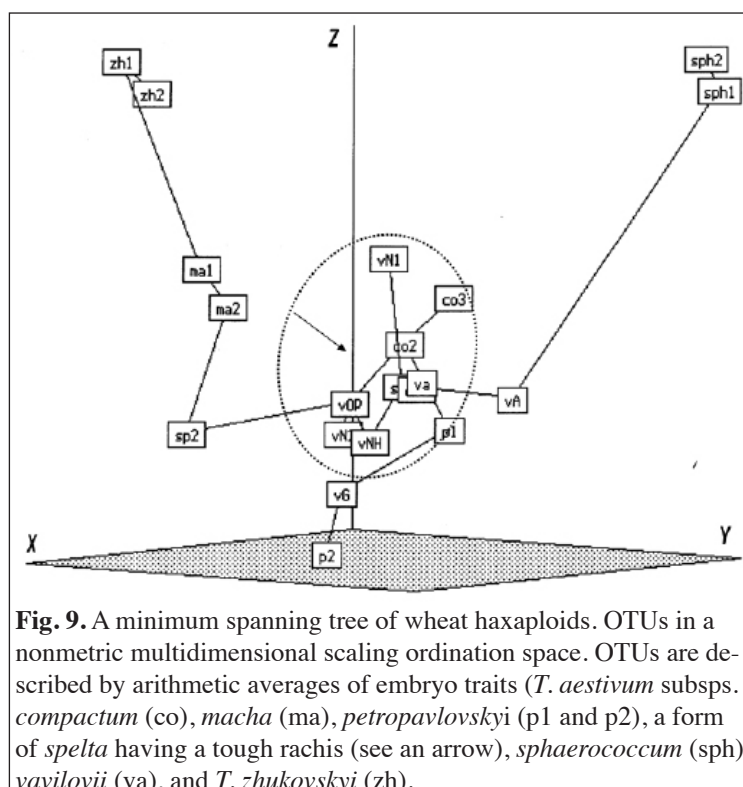 Z
zh1
zh2
sph2
sph1
vN1
ma1
co3
ma2
co2
va
vA
vOP
sp2
vNH
p1
vG
X
Y
p2
Fig. 9. A minimum spanning tree of wheat haxaploids. OTUs in a
nonmetric multidimensional scaling ordination space. OTUs are de-
scribed by arithmetic averages of embryo traits (T. aestivum subsps.
compactum (co), macha (ma), petropavlovskyi (p1 and p2), a form
of spelta having a tough rachis (see an arrow), sphaerococcum (sph)
vavilovii (va), and T. zhukovskyi (zh).